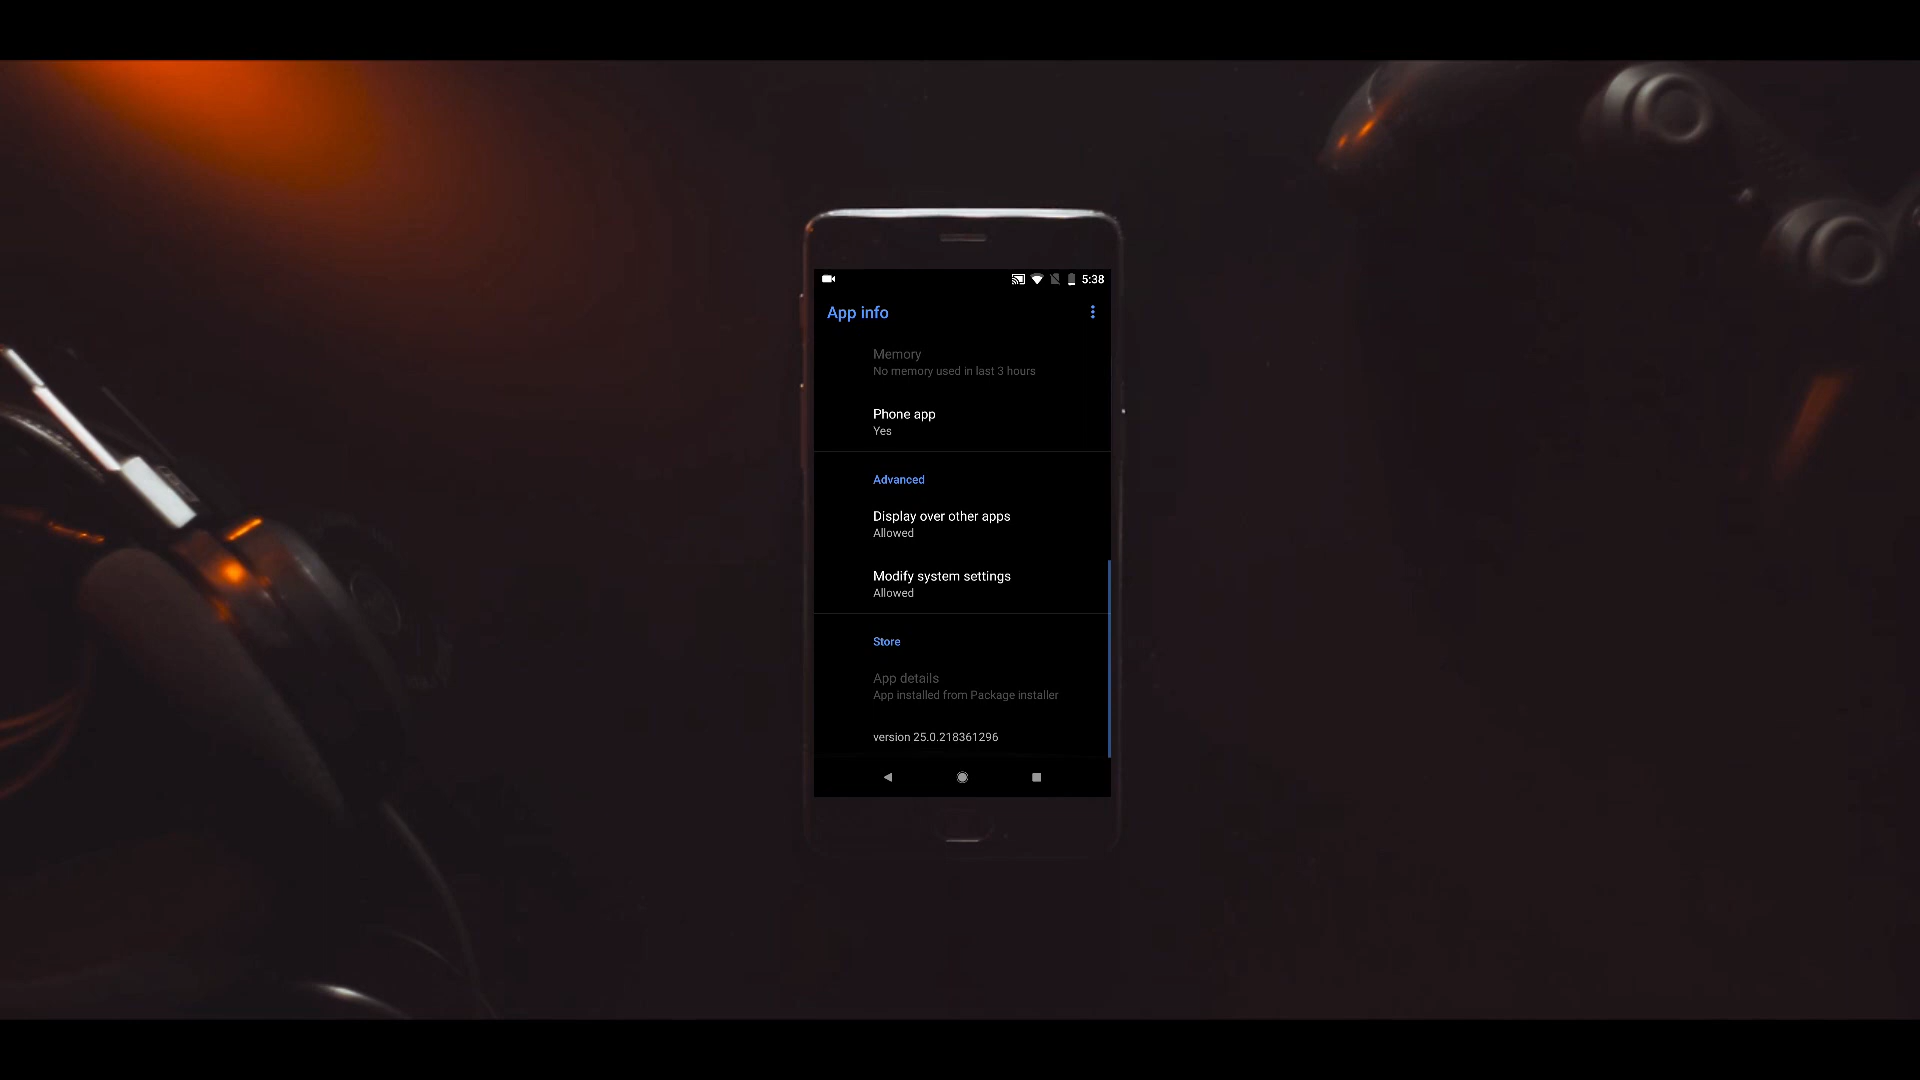 5:38
App info
Memory
No memory used in last 3 hours
Phone app
Yes
Advanced
Display over other apps
Allowed
Modify system settings
Allowed
Store
App details
App installed from Package installer
version 25.0.218361296